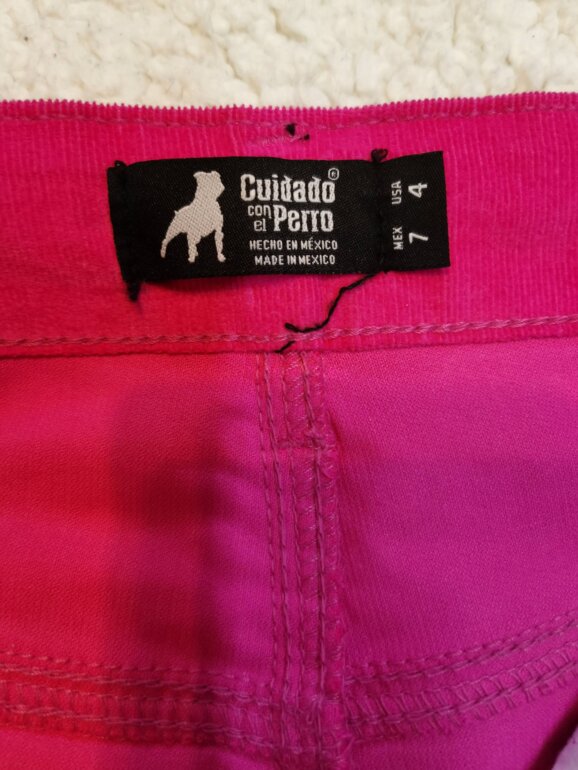 Cuidado®
con
el Perro
HECHO EN MÉXICO
MADE IN MEXICO
MEX USA
7 4